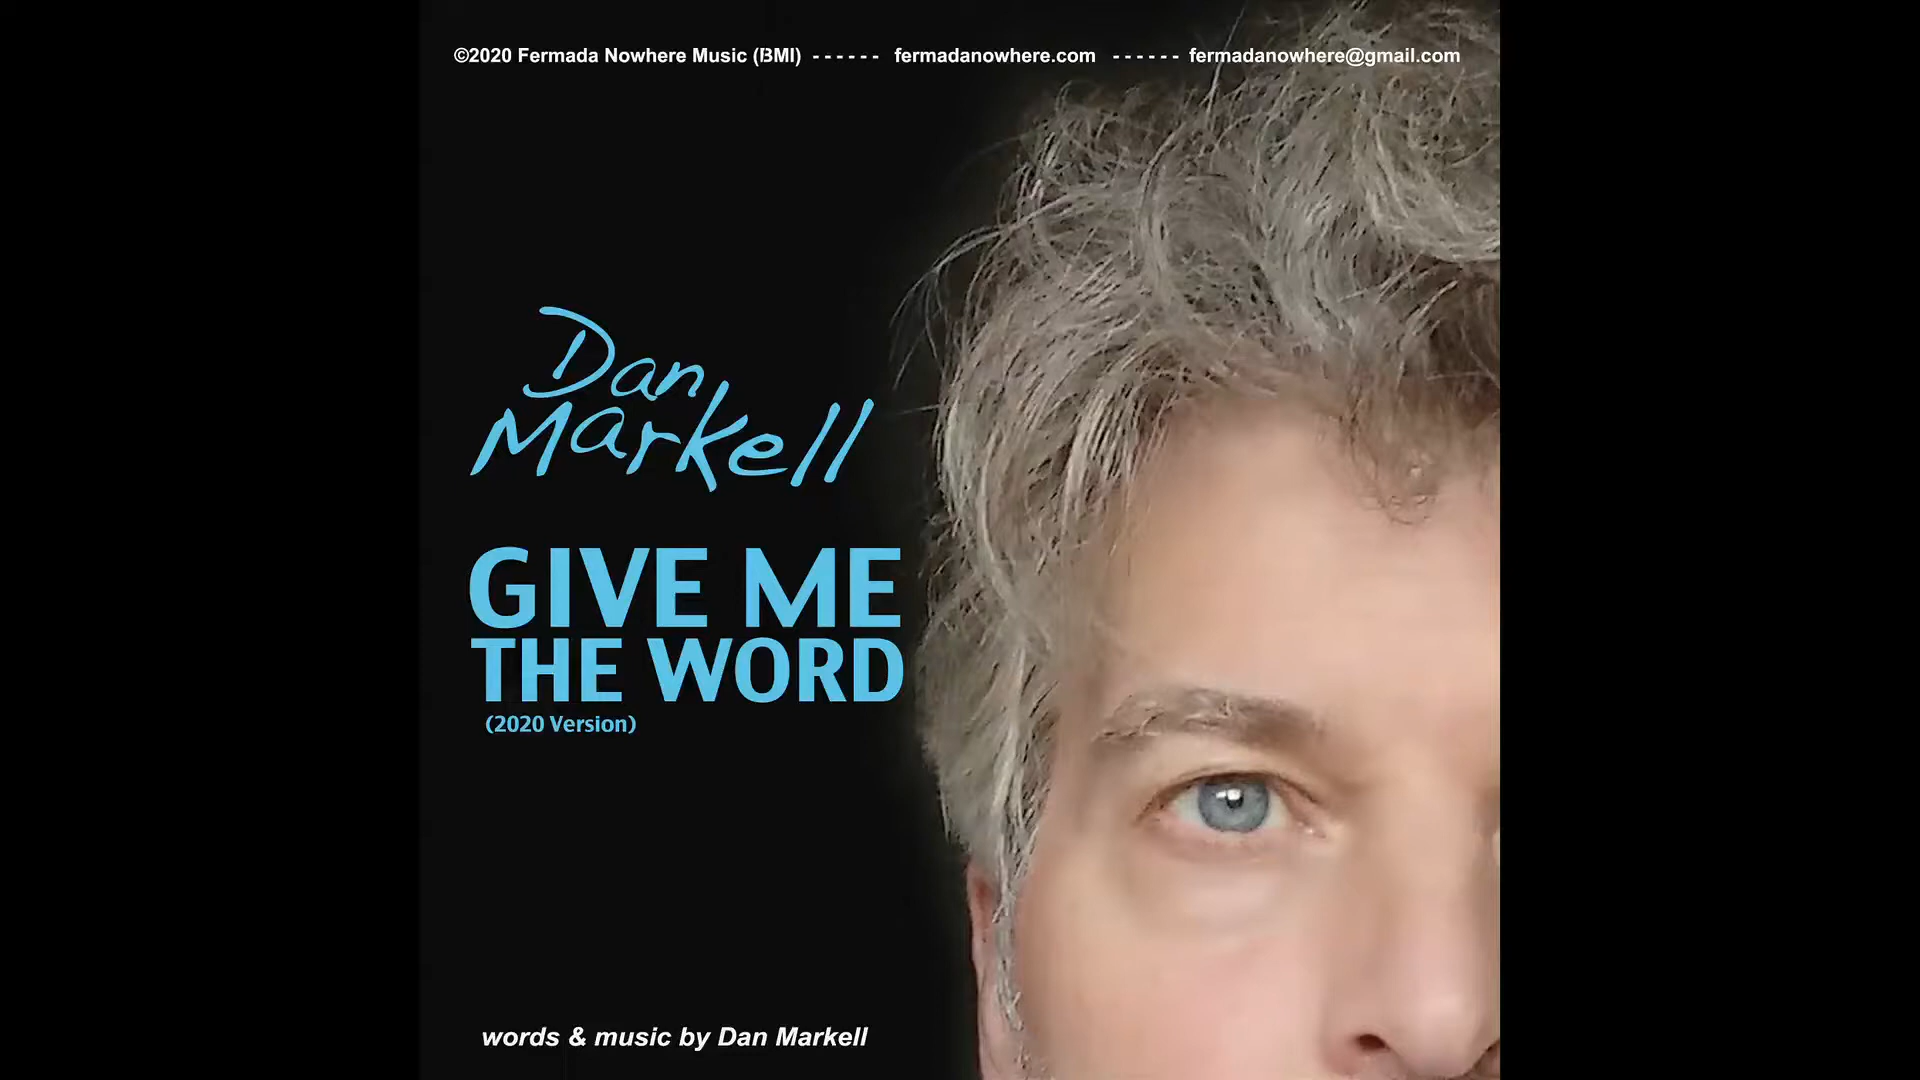 ©2020 Fermada Nowhere Music (BMI) ------ fermadanowhere.com ------ fermadanowhere@gmail.com
Dan
Markell
GIVE ME
THE WORD
(2020 Version)
words & music by Dan Markell